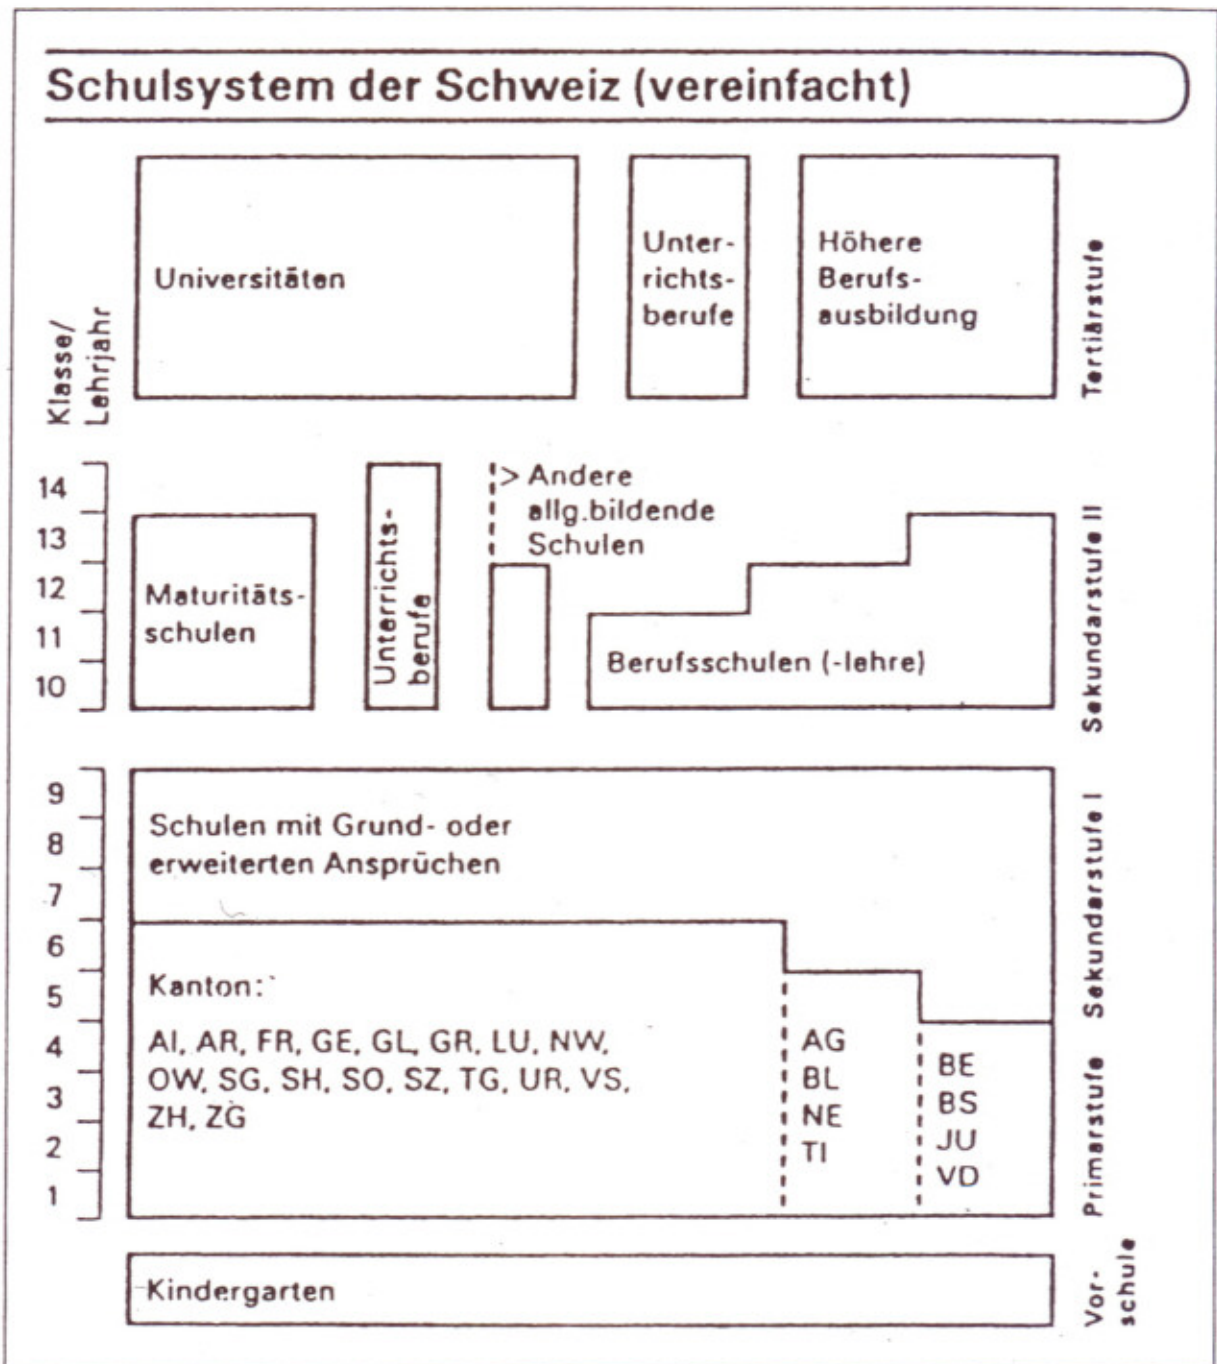 Schulsystem der Schweiz (vereinfacht)
Klasse/
Lehrjahr
Universitäten
Unter-
richts-
berufe
Höhere
Berufs-
ausbildung
Tertiärstufe
14
13
12
11
10
Maturitäts-
schulen
Unterrichts-
berufe
> Andere
allg.bildende
Schulen
Berufsschulen (-lehre)
Sekundarstufe II
9
8
7
6
5
4
3
2
1
Schulen mit Grund- oder
erweiterten Ansprüchen
Sekundarstufe I
Kanton:
AI, AR, FR, GE, GL, GR, LU, NW,
OW, SG, SH, SO, SZ, TG, UR, VS,
ZH, ZG
AG
BL
NE
TI
BE
BS
JU
VD
Primarstufe
Kindergarten
Vor-
schule